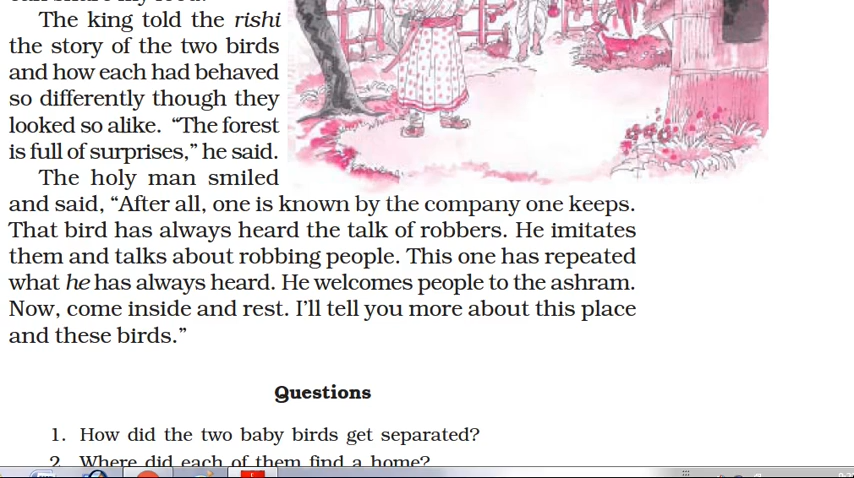 The king told the rishi
the story of the two birds
and how each had behaved
so differently though they
looked so alike. “The forest
is full of surprises,” he said.
The holy man smiled
and said, “After all, one is known by the company one keeps.
That bird has always heard the talk of robbers. He imitates
them and talks about robbing people. This one has repeated
what he has always heard. He welcomes people to the ashram.
Now, come inside and rest. I’ll tell you more about this place
and these birds.”
Questions
1. How did the two baby birds get separated?
2. Where did each of them find a home?